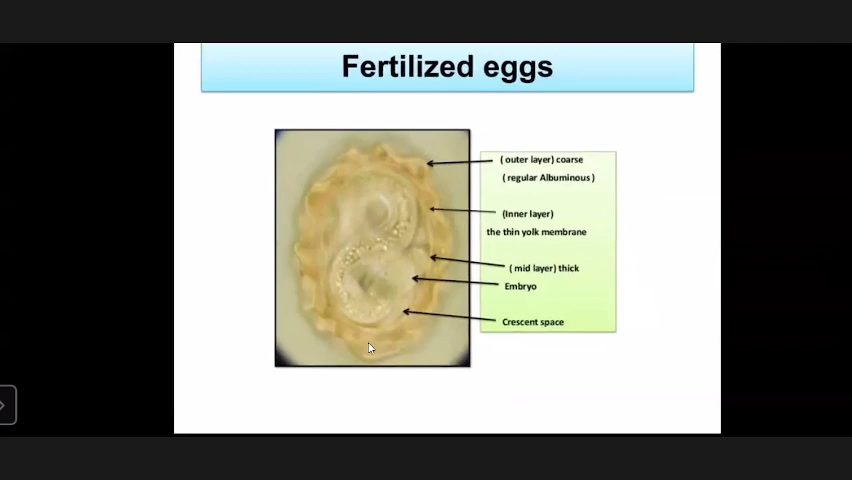 Fertilized eggs
( outer layer) coarse
( regular Albuminous )
(Inner layer)
the thin yolk membrane
( mid layer) thick
Embryo
Crescent space